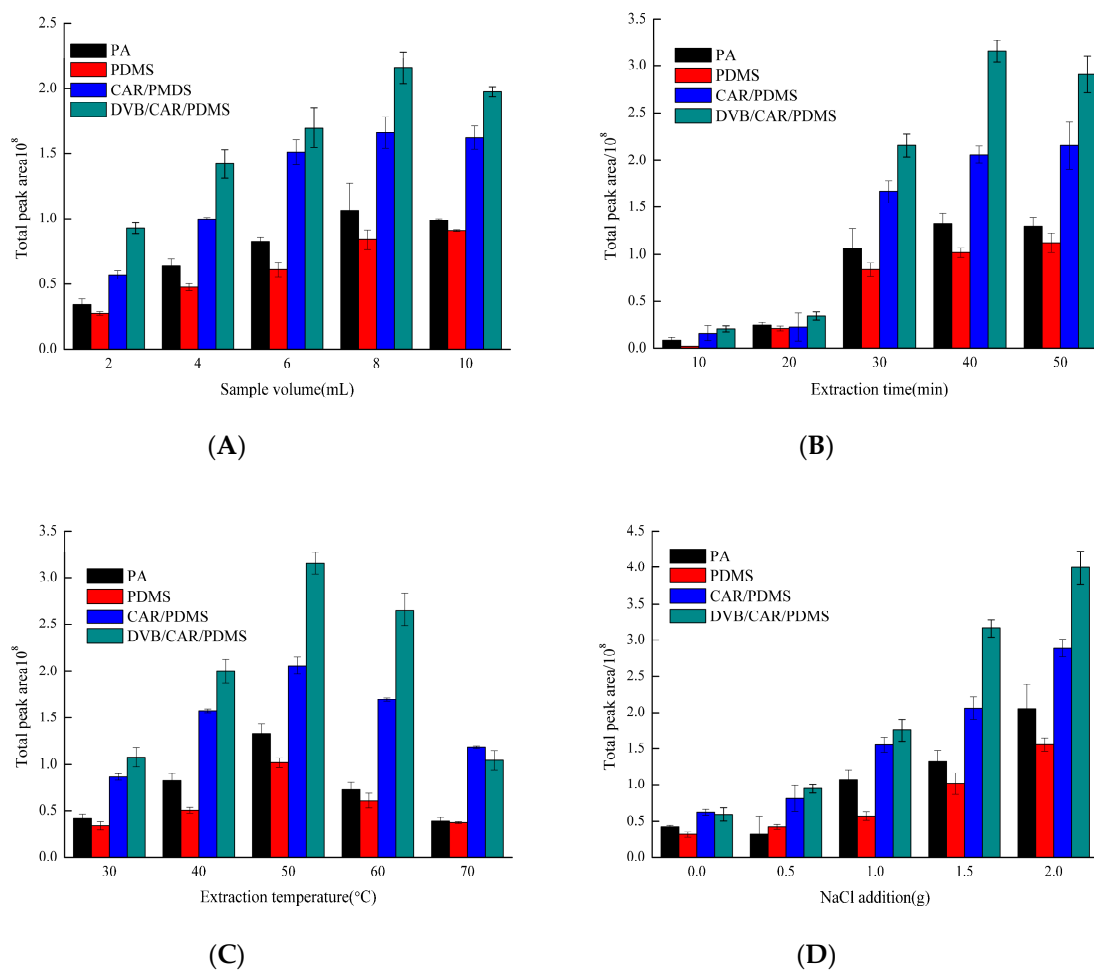 2.5
2.0
1.5
1.0
0.5
0.0
Total peak area10⁸
PA
PDMS
CAR/PMDS
DVB/CAR/PDMS
2 4 6 8 10
Sample volume(mL)
(A)
3.5
3.0
2.5
2.0
1.5
1.0
0.5
0.0
Total peak area/10⁸
PA
PDMS
CAR/PDMS
DVB/CAR/PDMS
10 20 30 40 50
Extraction time(min)
(B)
3.5
3.0
2.5
2.0
1.5
1.0
0.5
0.0
Total peak area10⁸
PA
PDMS
CAR/PDMS
DVB/CAR/PDMS
30 40 50 60 70
Extraction temperature(°C)
(C)
4.5
4.0
3.5
3.0
2.5
2.0
1.5
1.0
0.5
0.0
Total peak area/10⁸
PA
PDMS
CAR/PDMS
DVB/CAR/PDMS
0.0 0.5 1.0 1.5 2.0
NaCl addition(g)
(D)